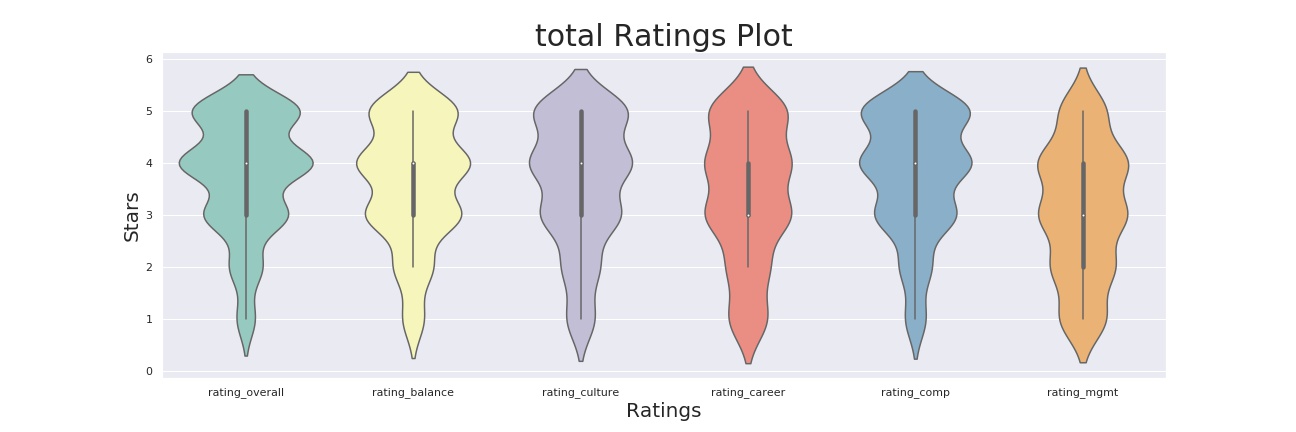 total Ratings Plot
6
5
4
3
2
1
0
Stars
rating_overall rating_balance rating_culture rating_career rating_comp rating_mgmt
Ratings